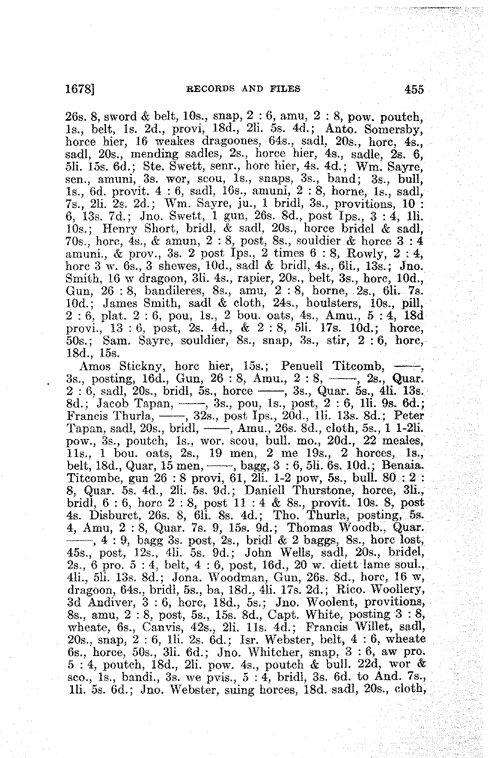 1678] RECORDS AND FILES 455
26s. 8, sword & belt, 10s., snap, 2 : 6, amu, 2 : 8, pow. poutch,
1s., belt, 1s. 2d., provi, 18d., 2li. 5s. 4d.; Anto. Somersby,
horce hier, 16 weakes dragoones, 64s., sadl, 20s., horc, 4s.,
sadl, 20s., mending sadles, 2s., horce hier, 4s., sadle, 2s. 6,
5li. 15s. 6d.; Ste. Swett, senr., horc hier, 4s. 4d.; Wm. Sayre,
sen., amuni, 3s. wor, scou, 1s., snaps, 3s., band; 3s., bull,
1s., 6d. provit. 4 : 6, sadl, 16s., amuni, 2 : 8, horne, 1s., sadl,
7s., 2li. 2s. 2d.; Wm. Sayre, ju., 1 bridl, 3s., provitions, 10 :
6, 13s. 7d.; Jno. Swett, 1 gun, 26s. 8d., post Ips., 3 : 4, 1li.
10s.; Henry Short, bridl, & sadl, 20s., horce bridel & sadl,
70s., horc, 4s., & amun, 2 : 8, post, 8s., souldier & horce 3 : 4
amuni., & prov., 3s. 2 post Ips., 2 times 6 : 8, Rowly, 2 : 4,
horc 3 w. 6s., 3 shewes, 10d., sadl & bridl, 4s., 6li., 13s.; Jno.
Smith, 16 w dragoon, 3li. 4s., rapier, 20s., belt, 3s., horc, 10d.,
Gun, 26 : 8, bandileres, 8s., amu, 2 : 8, horne, 2s., 6li. 7s.
10d.; James Smith, sadl & cloth, 24s., houlsters, 10s., pill,
2 : 6, plat. 2 : 6, pou, 1s., 2 bou. oats, 4s., Amu., 5 : 4, 18d
provi., 13 : 6, post, 2s. 4d., & 2 : 8, 5li. 17s. 10d.; horce,
50s.; Sam. Sayre, souldier, 8s., snap, 3s., stir, 2 : 6, horc,
18d., 15s.
Amos Stickny, horc hier, 15s.; Penuell Titcomb, ——,
3s., posting, 16d., Gun, 26 : 8, Amu., 2 : 8, ——, 2s., Quar.
2 : 6, sadl, 20s., bridl, 5s., horce ——, 3s., Quar. 5s., 4li. 13s.
8d.; Jacob Tapan, ——, 3s., pou, 1s., post, 2 : 6, 1li. 9s. 6d.;
Francis Thurla, ——, 32s., post Ips., 20d., 1li. 13s. 8d.; Peter
Tapan, sadl, 20s., bridl, ——, Amu., 26s. 8d., cloth, 5s., 1 1-2li.
pow., 3s., poutch, 1s., wor. scou, bull. mo., 20d., 22 meales,
11s., 1 bou. oats, 2s., 19 men, 2 me 19s., 2 horces, 1s.,
belt, 18d., Quar, 15 men, ——, bagg, 3 : 6, 5li. 6s. 10d.; Benaia.
Titcombe, gun 26 : 8 provi, 61, 2li. 1-2 pow, 5s., bull. 80 : 2 :
8, Quar. 5s. 4d., 2li. 5s. 9d.; Daniell Thurstone, horce, 3li.,
bridl, 6 : 6, horc 2 : 8, post 11 : 4 & 8s., provit. 10s. 8, post
4s. Disburct, 26s. 8, 6li. 8s. 4d.; Tho. Thurla, posting, 5s.
4, Amu, 2 : 8, Quar. 7s. 9, 15s. 9d.; Thomas Woodb., Quar.
——, 4 : 9, bagg 3s. post, 2s., bridl & 2 baggs, 8s., horc lost,
45s., post, 12s., 4li. 5s. 9d.; John Wells, sadl, 20s., bridel,
2s., 6 pro. 5 : 4, belt, 4 : 6, post, 16d., 20 w. diett lame soul.,
4li., 5li. 13s. 8d.; Jona. Woodman, Gun, 26s. 8d., horc, 16 w,
dragoon, 64s., bridl, 5s., ba, 18d., 4li. 17s. 2d.; Rico. Woollery,
3d Andiver, 3 : 6, horc, 18d., 5s.; Jno. Woolent, provitions,
8s., amu, 2 : 8, post, 5s., 15s. 8d., Capt. White, posting 3 : 8,
wheate, 6s., Canvis, 42s., 2li. 11s. 4d.; Francis Willet, sadl,
20s., snap, 2 : 6, 1li. 2s. 6d.; Isr. Webster, belt, 4 : 6, wheate
6s., horce, 50s., 3li. 6d.; Jno. Whitcher, snap, 3 : 6, aw pro.
5 : 4, poutch, 18d., 2li. pow. 4s., poutch & bull. 22d, wor &
sco., 1s., bandi., 3s. we pvis., 5 : 4, bridl, 3s. 6d. to And. 7s.,
1li. 5s. 6d.; Jno. Webster, suing horces, 18d. sadl, 20s., cloth,